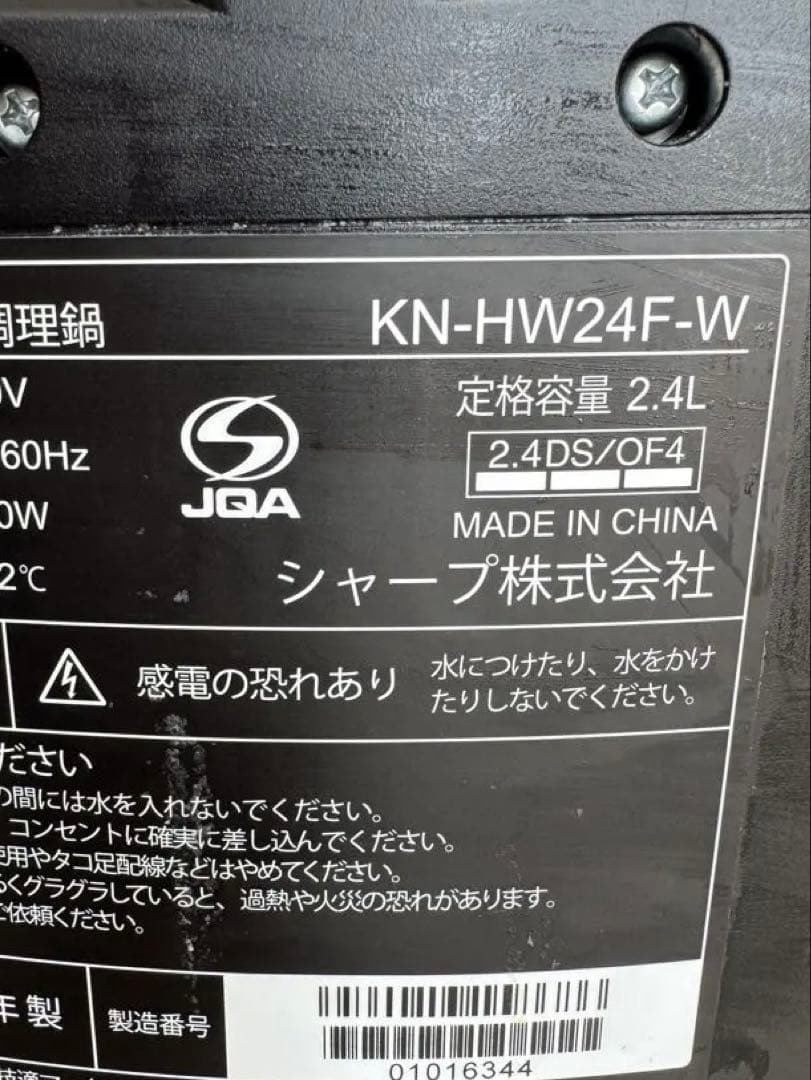 調理鍋 KN-HW24F-W
0V 定格容量 2.4L
60Hz 2.4DS/OF4
0W JQA MADE IN CHINA
2℃ シャープ株式会社
感電の恐れあり 水につけたり、水をかけ
たりしないでください。
ださい
の間には水を入れないでください。
コンセントに確実に差し込んでください。
使用やタコ足配線などはやめてください。
るくグラグラしていると、過熱や火災の恐れがあります。
ご依頼ください。
年製 製造番号
01016344